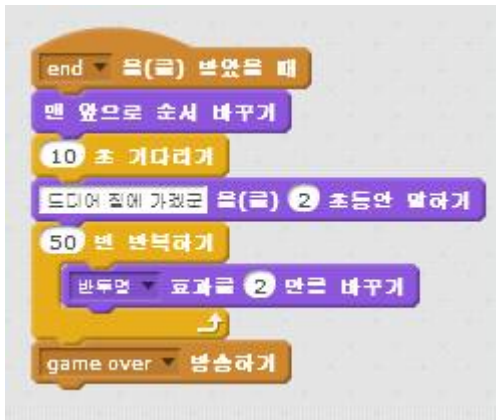 end 을(를) 받았을 때
맨 앞으로 순서 바꾸기
10 초 기다리기
드디어 집에 가겠군 을(를) 2 초동안 말하기
50 번 반복하기
반투명 효과를 2 만큼 바꾸기
game over 방송하기